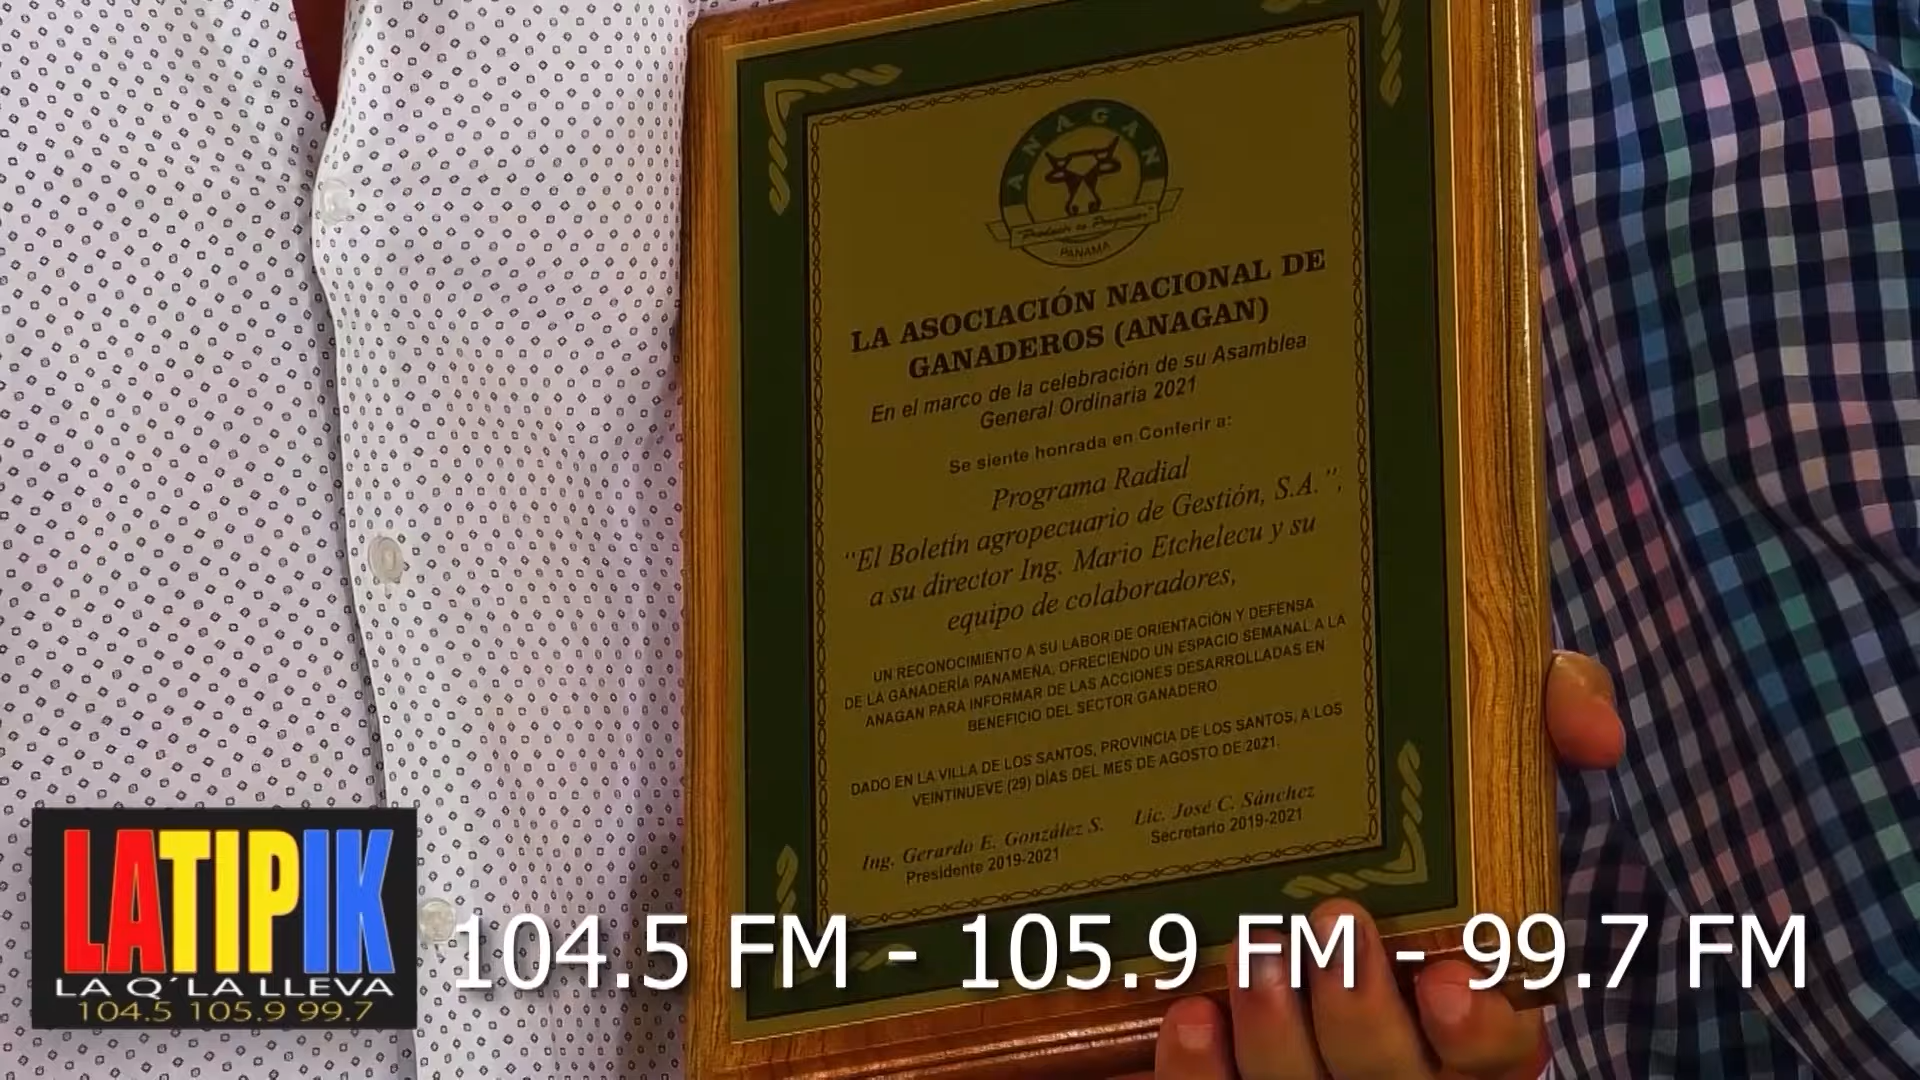 ANAGAN
"Producir es Progresar"
PANAMA
LA ASOCIACIÓN NACIONAL DE
GANADEROS (ANAGAN)
En el marco de la celebración de su Asamblea
General Ordinaria 2021
Se siente honrada en Conferir a:
Programa Radial
"El Boletín agropecuario de Gestión, S.A.",
a su director Ing. Mario Etchelecu y su
equipo de colaboradores,
UN RECONOCIMIENTO A SU LABOR DE ORIENTACIÓN Y DEFENSA
DE LA GANADERÍA PANAMEÑA, OFRECIENDO UN ESPACIO SEMANAL A LA
ANAGAN PARA INFORMAR DE LAS ACCIONES DESARROLLADAS EN
BENEFICIO DEL SECTOR GANADERO.
DADO EN LA VILLA DE LOS SANTOS, PROVINCIA DE LOS SANTOS, A LOS
VEINTINUEVE (29) DÍAS DEL MES DE AGOSTO DE 2021.
Ing. Gerardo E. González S. Lic. José C. Sánchez
Presidente 2019-2021 Secretario 2019-2021
LATIPIK
LA Q´LA LLEVA
104.5 105.9 99.7
104.5 FM - 105.9 FM - 99.7 FM